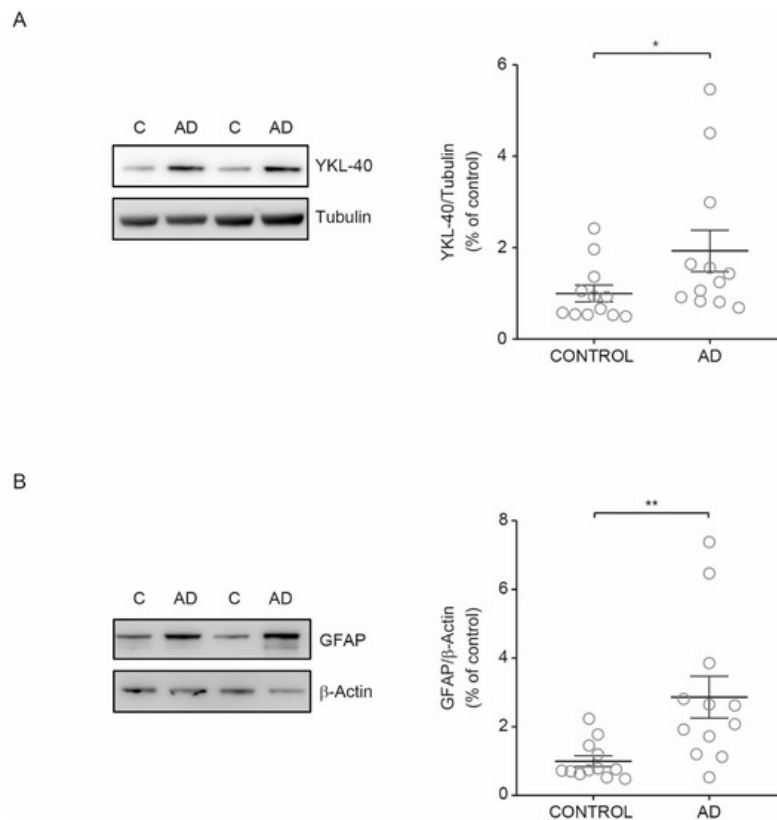 A
C AD C AD
YKL-40
Tubulin
*
YKL-40/Tubulin
(% of control)
6
4
2
0
CONTROL AD
B
C AD C AD
GFAP
β-Actin
**
GFAP/β-Actin
(% of control)
8
6
4
2
0
CONTROL AD